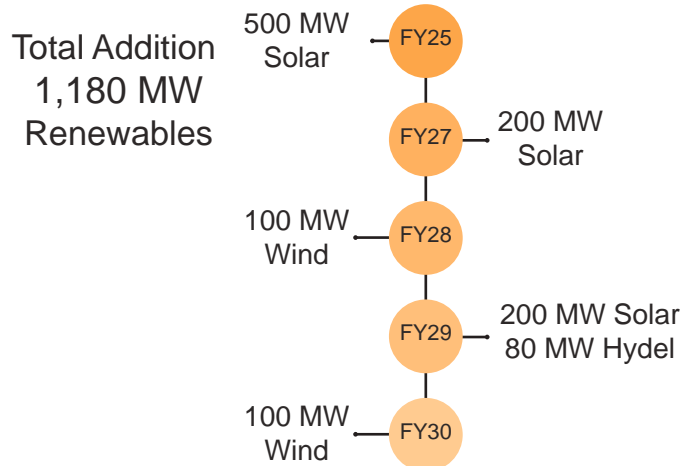 Total Addition
1,180 MW
Renewables
500 MW
Solar
FY25
FY27
200 MW
Solar
100 MW
Wind
FY28
FY29
200 MW Solar
80 MW Hydel
100 MW
Wind
FY30